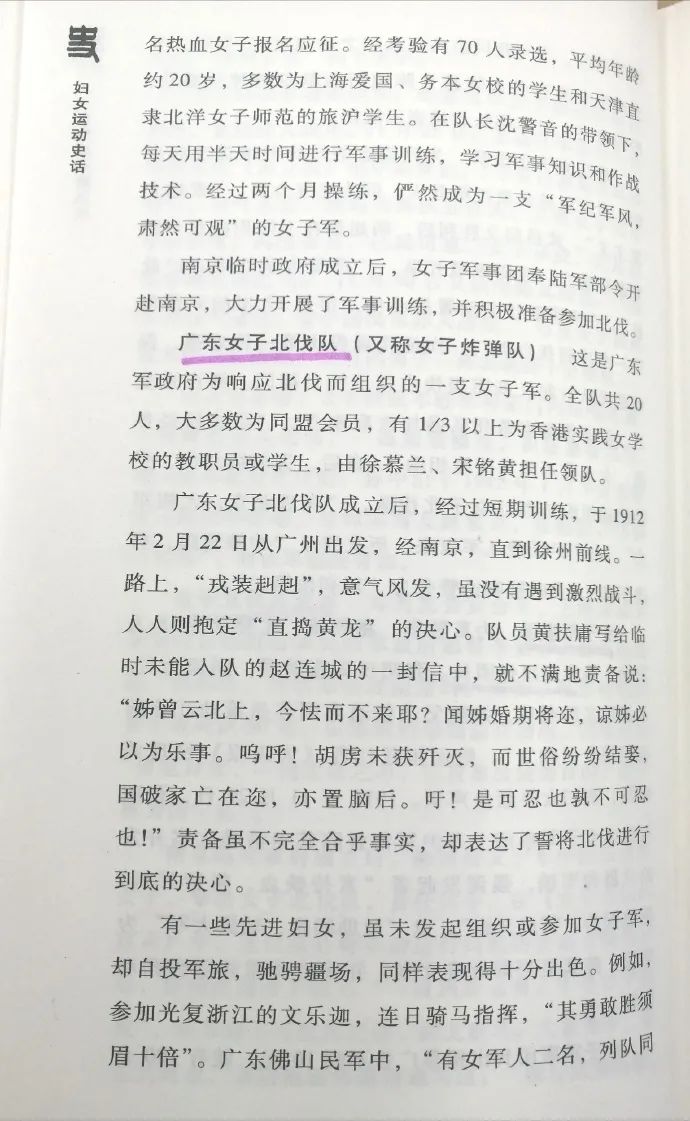 史
妇女运动史话
名热血女子报名应征。经考验有 70 人录选，平均年龄
约 20 岁，多数为上海爱国、务本女校的学生和天津直
隶北洋女子师范的旅沪学生。在队长沈警音的带领下，
每天用半天时间进行军事训练，学习军事知识和作战
技术。经过两个月操练，俨然成为一支“军纪军风，
肃然可观”的女子军。
南京临时政府成立后，女子军事团奉陆军部令开
赴南京，大力开展了军事训练，并积极准备参加北伐。
广东女子北伐队（又称女子炸弹队） 这是广东
军政府为响应北伐而组织的一支女子军。全队共 20
人，大多数为同盟会员，有 1/3 以上为香港实践女学
校的教职员或学生，由徐慕兰、宋铭黄担任领队。
广东女子北伐队成立后，经过短期训练，于 1912
年 2 月 22 日从广州出发，经南京，直到徐州前线。一
路上，“戎装赳赳”，意气风发，虽没有遇到激烈战斗，
人人则抱定“直捣黄龙”的决心。队员黄扶庸写给临
时未能入队的赵连城的一封信中，就不满地责备说：
“姊曾云北上，今怯而不来耶？闻姊婚期将迩，谅姊必
以为乐事。呜呼！胡虏未获歼灭，而世俗纷纷结娶，
国破家亡在迩，亦置脑后。吁！是可忍也孰不可忍
也！”责备虽不完全合乎事实，却表达了誓将北伐进行
到底的决心。
有一些先进妇女，虽未发起组织或参加女子军，
却自投军旅，驰骋疆场，同样表现得十分出色。例如，
参加光复浙江的文乐迦，连日骑马指挥，“其勇敢胜须
眉十倍”。广东佛山民军中，“有女军人二名，列队同